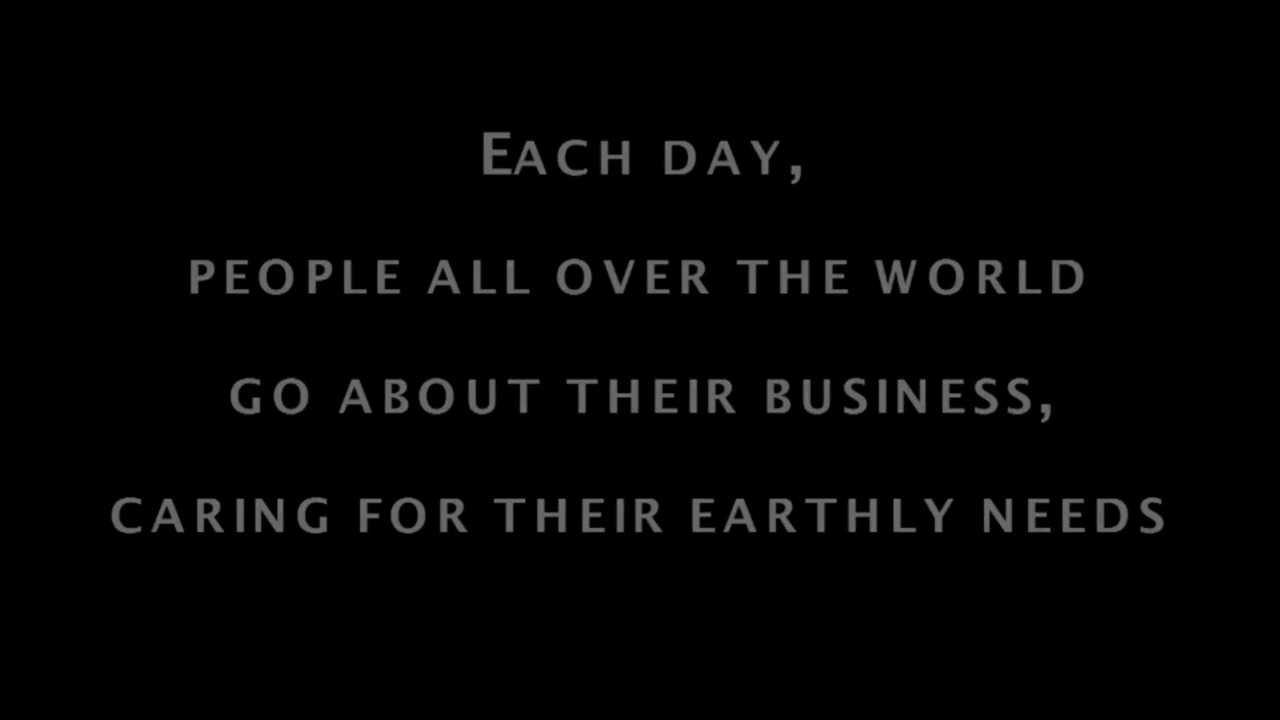 Each day,
people all over the world
go about their business,
caring for their earthly needs